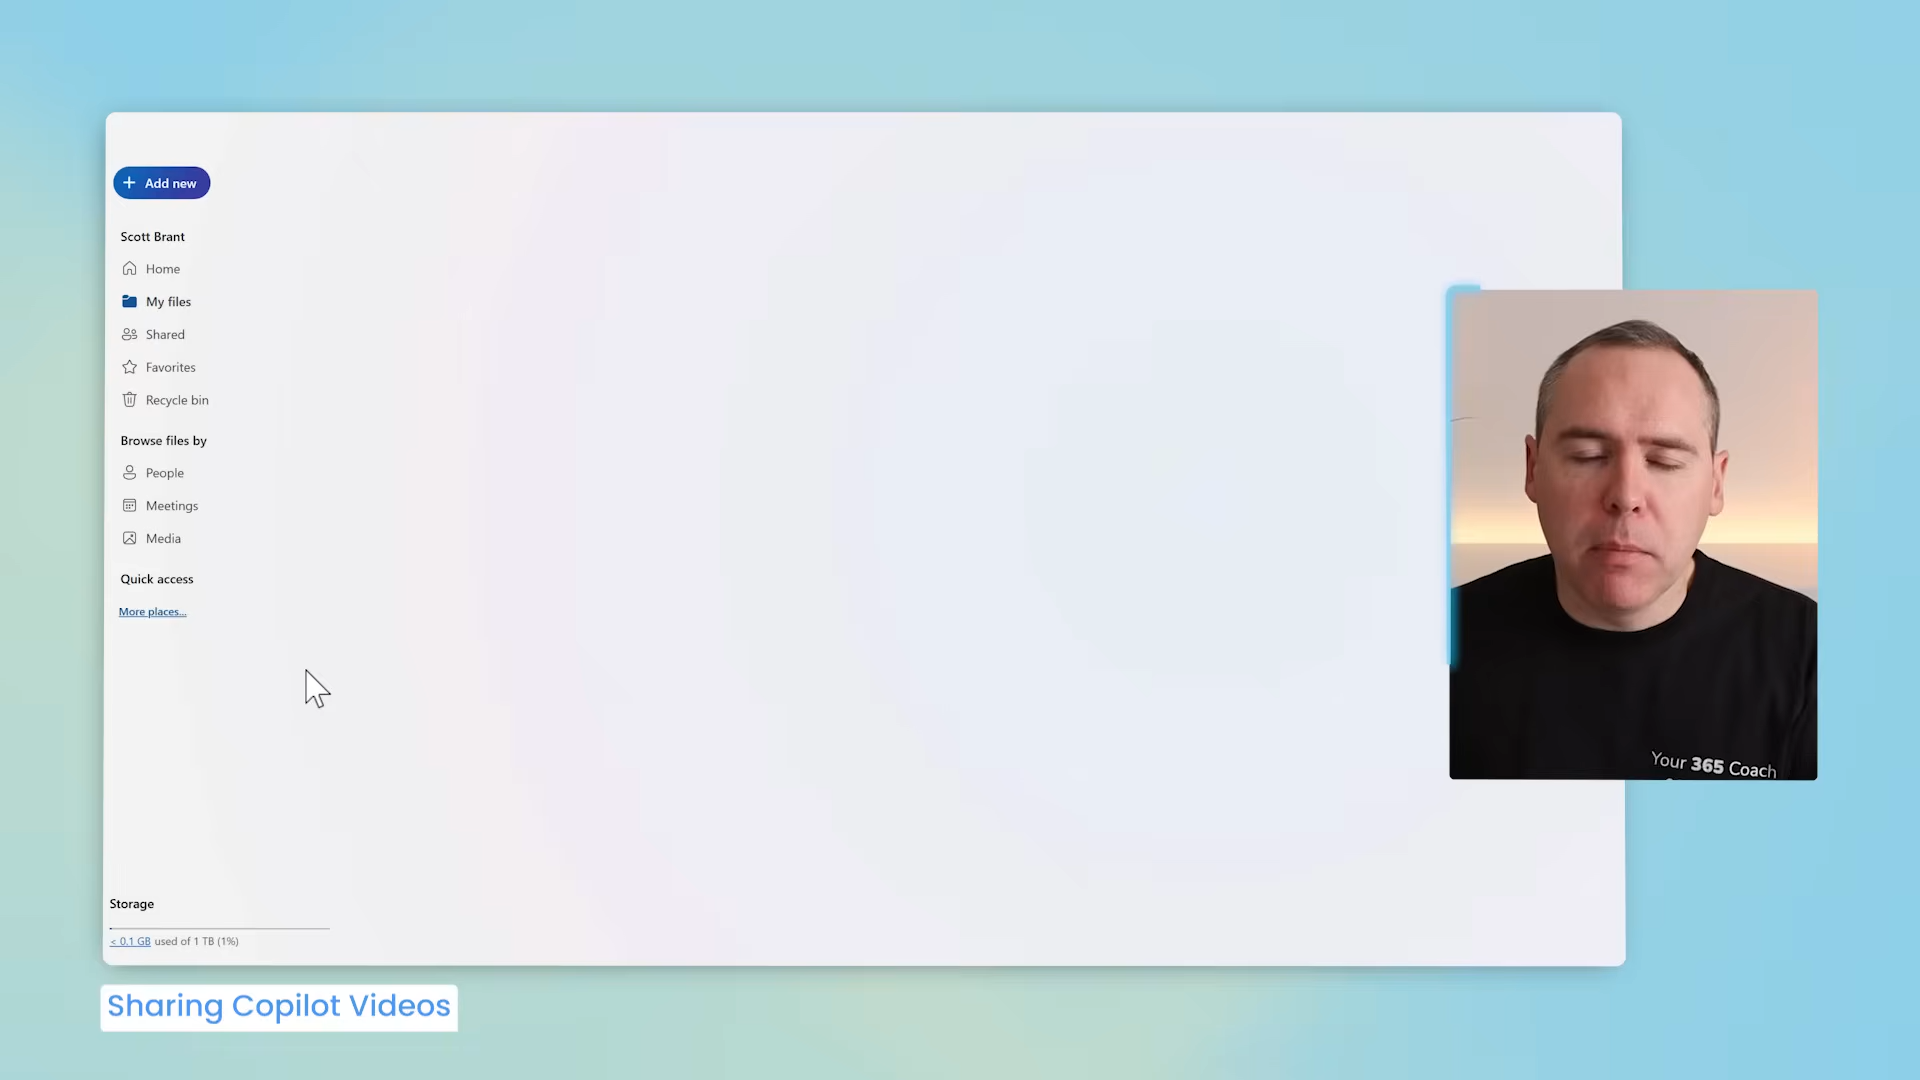 Add new
Scott Brant
Home
My files
Shared
Favorites
Recycle bin
Browse files by
People
Meetings
Media
Quick access
More places...
Storage
< 0.1 GB used of 1 TB (1%)
Your 365 Coach
Sharing Copilot Videos